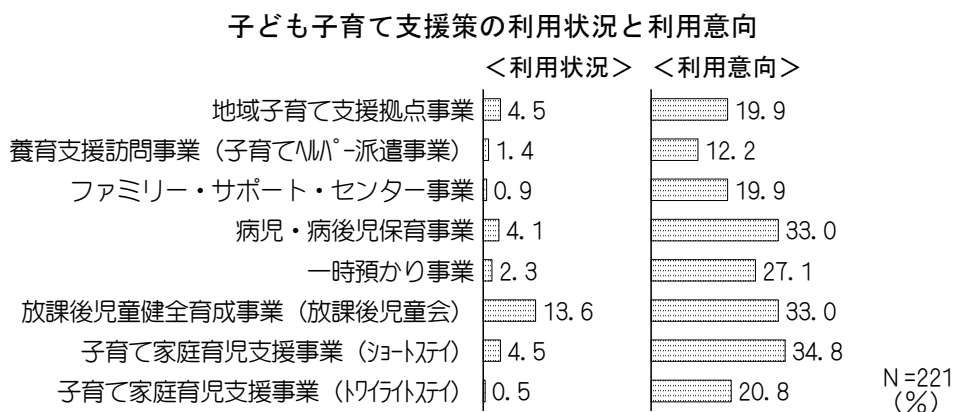 子ども子育て支援策の利用状況と利用意向
＜利用状況＞ ＜利用意向＞
地域子育て支援拠点事業 4.5 19.9
養育支援訪問事業（子育てﾍﾙﾊﾟｰ派遣事業） 1.4 12.2
ファミリー・サポート・センター事業 0.9 19.9
病児・病後児保育事業 4.1 33.0
一時預かり事業 2.3 27.1
放課後児童健全育成事業（放課後児童会） 13.6 33.0
子育て家庭育児支援事業（ｼｮｰﾄｽﾃｲ） 4.5 34.8
子育て家庭育児支援事業（ﾄﾜｲﾗｲﾄｽﾃｲ） 0.5 20.8
N=221
（%）